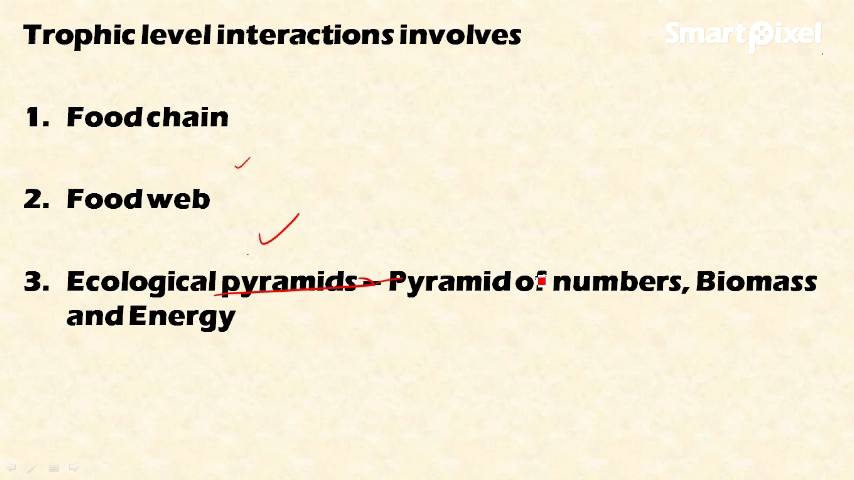 Trophic level interactions involves
SmartPixel
1. Food chain
2. Food web
3. Ecological pyramids – Pyramid of numbers, Biomass
and Energy